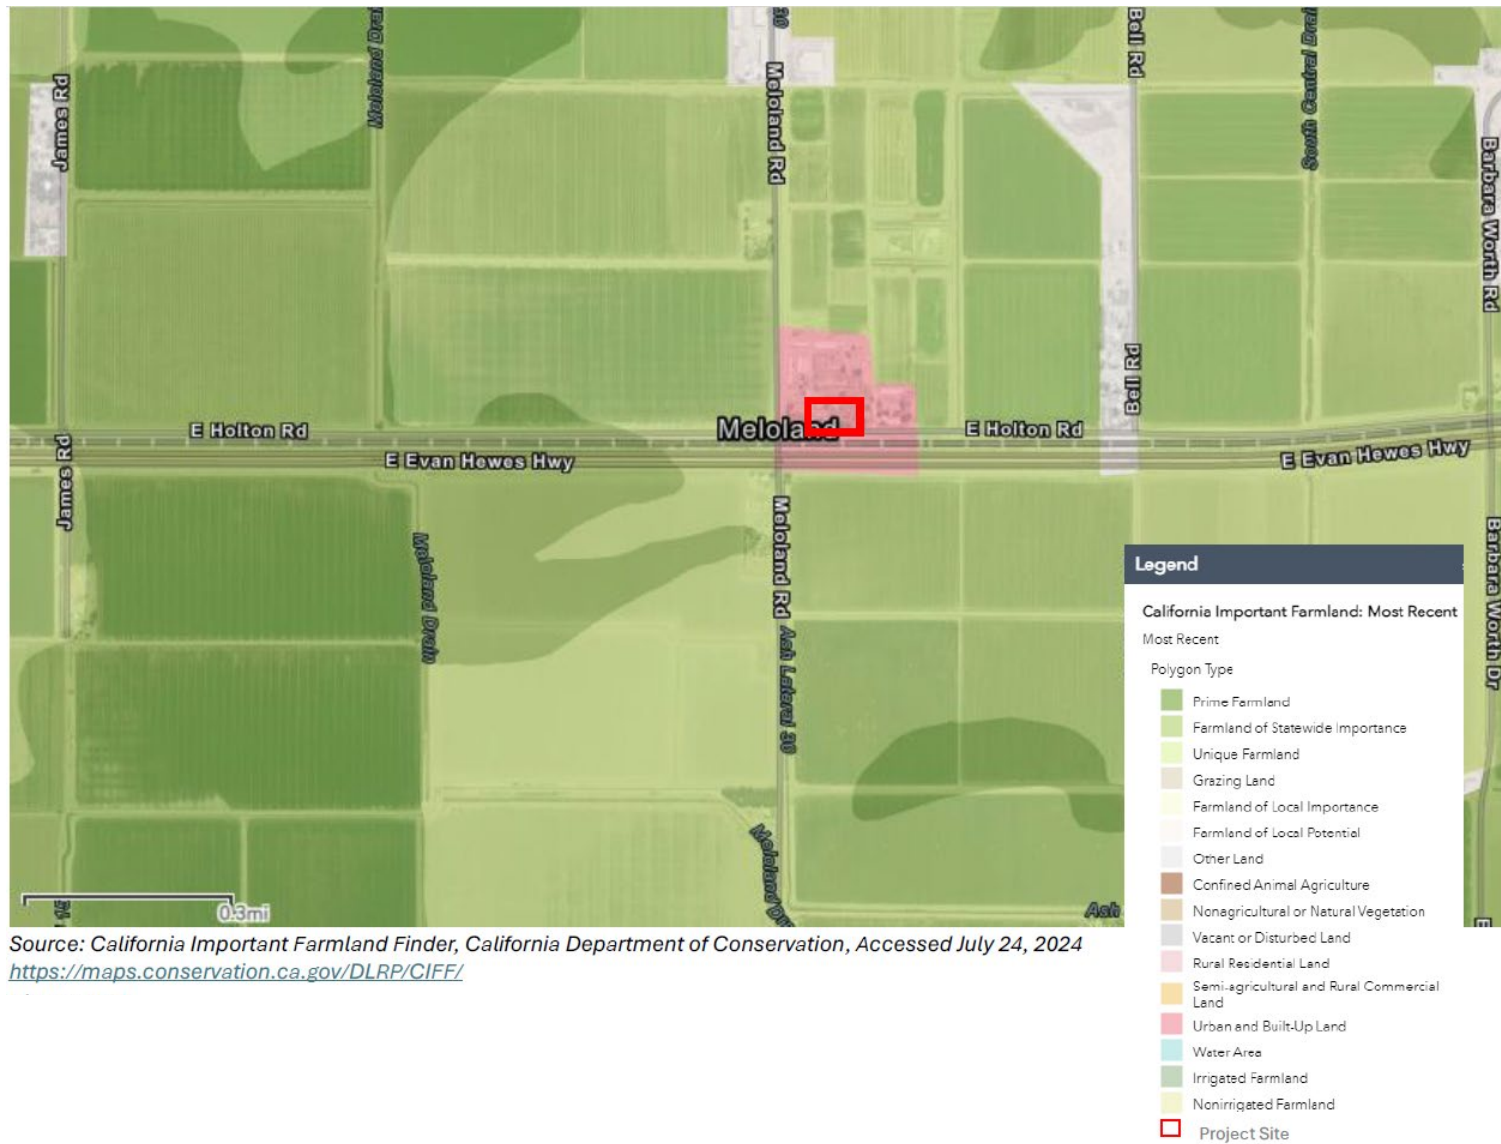 Mololand Drain
30
Bell Rd
South Central Drain
James Rd
Meloland Rd
Barbara Worth Rd
Bell Rd
Meloland
E Holton Rd
E Holton Rd
E Evan Hewes Hwy
E Evan Hewes Hwy
James Rd
Meloland Rd
Meloland Drain
Barbara Worth Dr
Ash Lateral 30
Ash
0.3mi
Legend
California Important Farmland: Most Recent
Most Recent
Polygon Type
Prime Farmland
Farmland of Statewide Importance
Unique Farmland
Grazing Land
Farmland of Local Importance
Farmland of Local Potential
Other Land
Confined Animal Agriculture
Nonagricultural or Natural Vegetation
Vacant or Disturbed Land
Rural Residential Land
Semi-agricultural and Rural Commercial
Land
Urban and Built-Up Land
Water Area
Irrigated Farmland
Nonirrigated Farmland
Project Site
Source: California Important Farmland Finder, California Department of Conservation, Accessed July 24, 2024
https://maps.conservation.ca.gov/DLRP/CIFF/